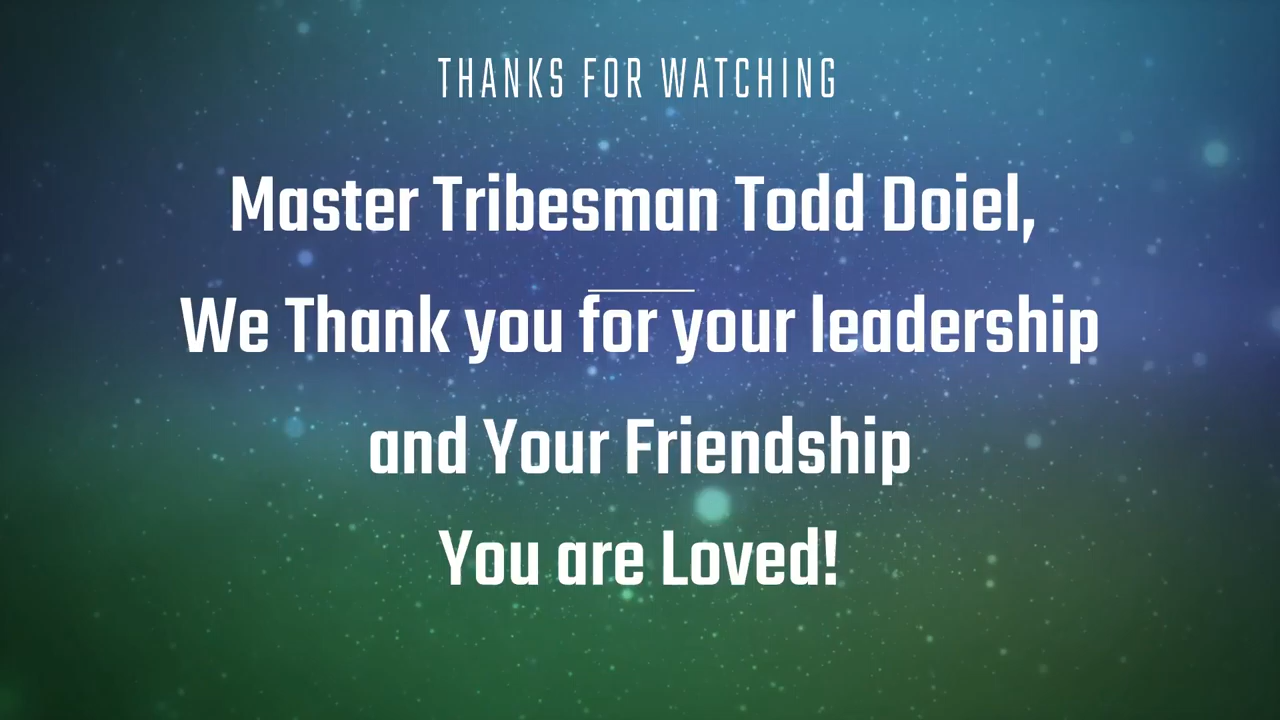 THANKS FOR WATCHING
Master Tribesman Todd Doiel,
We Thank you for your leadership
and Your Friendship
You are Loved!